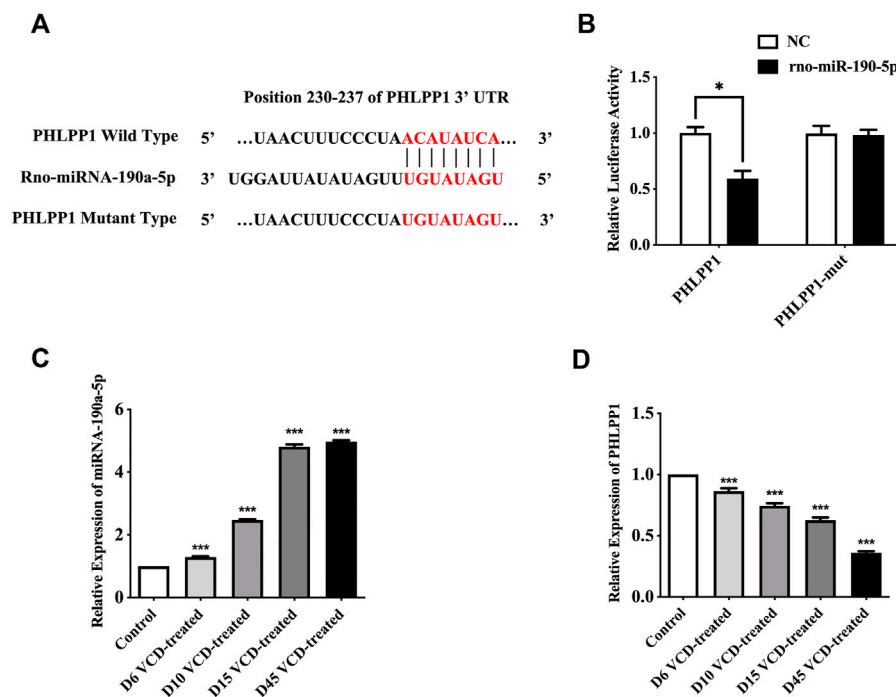 A
Position 230-237 of PHLPP1 3’ UTR
PHLPP1 Wild Type 5’ ...UAACUUUCCCUAACAUAUCA... 3’
Rno-miRNA-190a-5p 3’ UGGAUUAUAUAGUUUGUAUAGU 5’
PHLPP1 Mutant Type 5’ ...UAACUUUCCCUAUGUAUAGU... 3’
B
NC
rno-miR-190-5p
Relative Luciferase Activity
1.5
1.0
0.5
0.0
*
PHLPP1
PHLPP1-mut
C
Relative Expression of miRNA-190a-5p
6
4
2
0
***
***
***
***
Control
D6 VCD-treated
D10 VCD-treated
D15 VCD-treated
D45 VCD-treated
D
Relative Expression of PHLPP1
1.5
1.0
0.5
0.0
***
***
***
***
Control
D6 VCD-treated
D10 VCD-treated
D15 VCD-treated
D45 VCD-treated